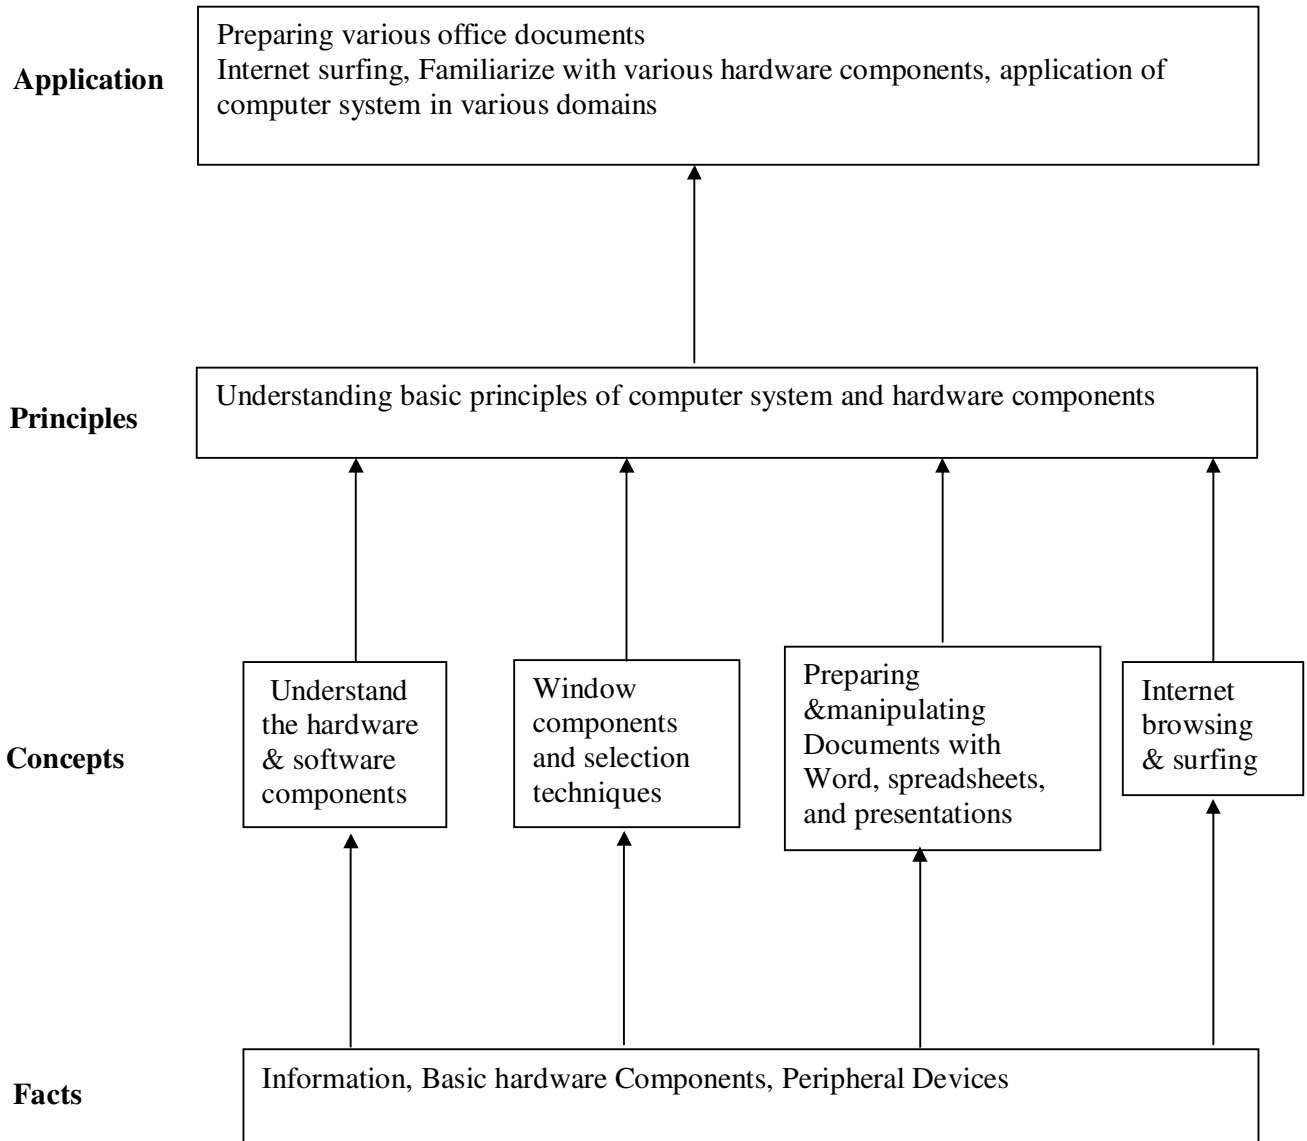 Application
Preparing various office documents
Internet surfing, Familiarize with various hardware components, application of
computer system in various domains
Principles
Understanding basic principles of computer system and hardware components
Concepts
Understand
the hardware
& software
components
Window
components
and selection
techniques
Preparing
&manipulating
Documents with
Word, spreadsheets,
and presentations
Internet
browsing
& surfing
Facts
Information, Basic hardware Components, Peripheral Devices